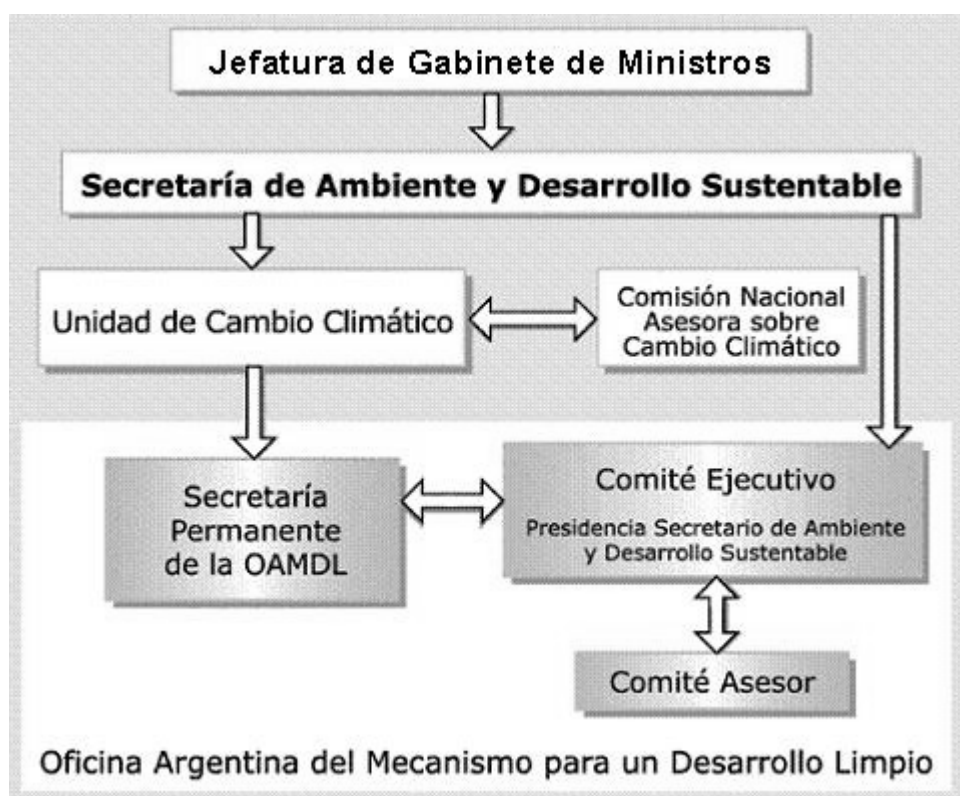 Jefatura de Gabinete de Ministros
Secretaría de Ambiente y Desarrollo Sustentable
Unidad de Cambio Climático
Comisión Nacional
Asesora sobre
Cambio Climático
Secretaría
Permanente
de la OAMDL
Comité Ejecutivo
Presidencia Secretario de Ambiente
y Desarrollo Sustentable
Comité Asesor
Oficina Argentina del Mecanismo para un Desarrollo Limpio